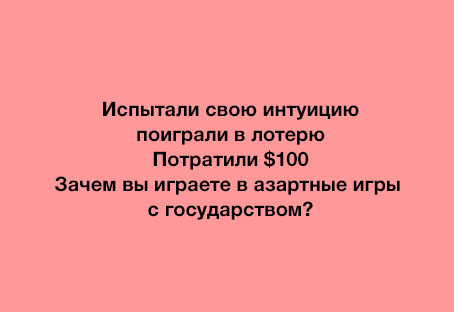 Испытали свою интуицию
поиграли в лотерю
Потратили $100
Зачем вы играете в азартные игры
с государством?